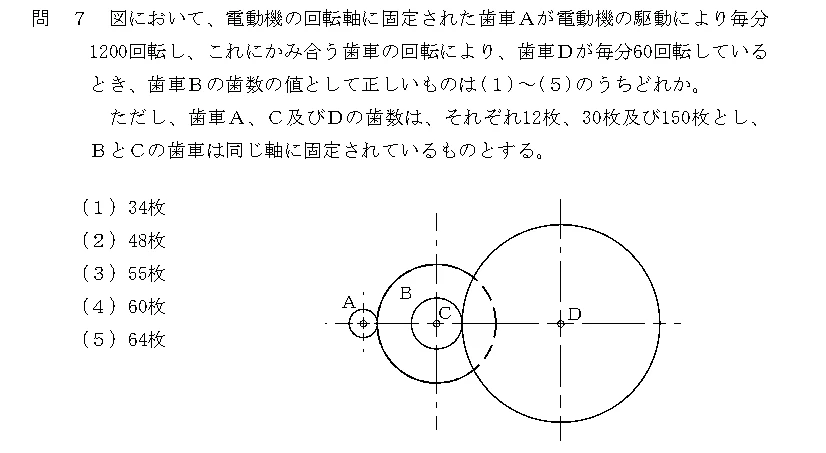 問　７　図において、電動機の回転軸に固定された歯車Ａが電動機の駆動により毎分
1200回転し、これにかみ合う歯車の回転により、歯車Ｄが毎分60回転している
とき、歯車Ｂの歯数の値として正しいものは(１)～(５)のうちどれか。
ただし、歯車Ａ、Ｃ及びＤの歯数は、それぞれ12枚、30枚及び150枚とし、
ＢとＣの歯車は同じ軸に固定されているものとする。
(１) 34枚
(２) 48枚
(３) 55枚
(４) 60枚
(５) 64枚
A
B
C
D